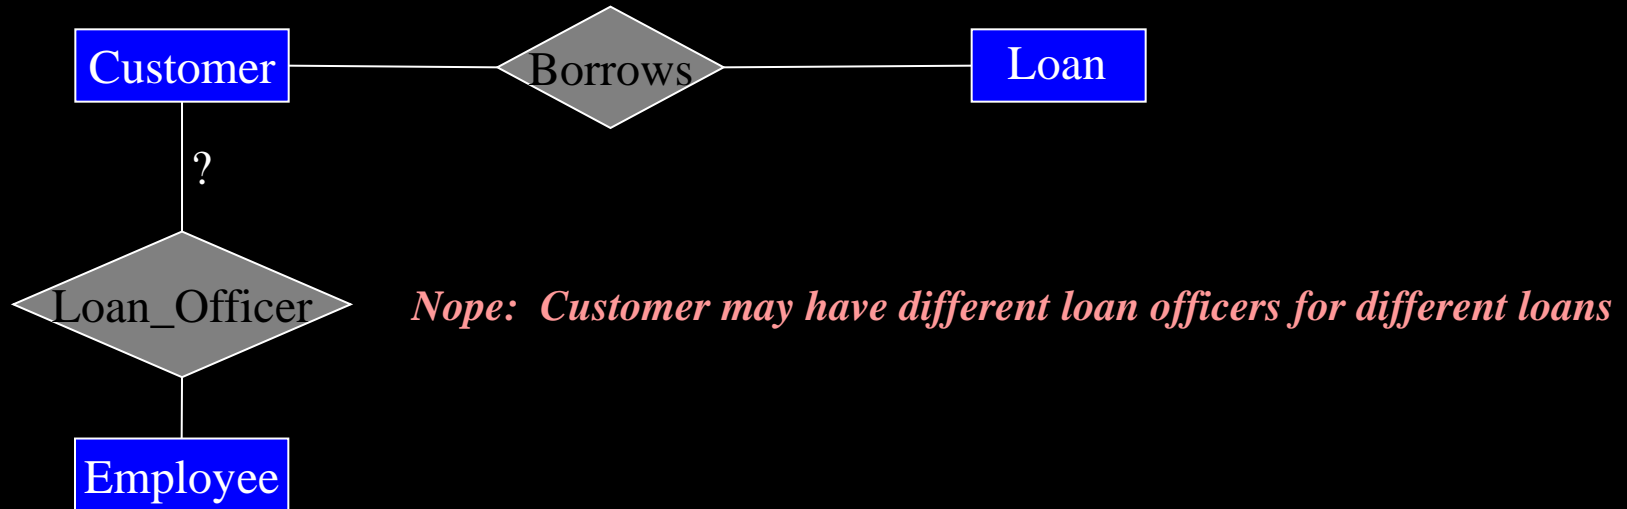 Customer
Borrows
Loan
?
Loan_Officer
Nope: Customer may have different loan officers for different loans
Employee